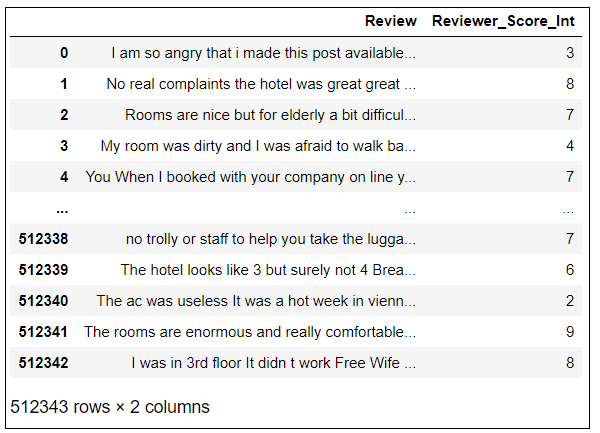 Review Reviewer_Score_Int
0 I am so angry that i made this post available... 3
1 No real complaints the hotel was great great ... 8
2 Rooms are nice but for elderly a bit difficul... 7
3 My room was dirty and I was afraid to walk ba... 4
4 You When I booked with your company on line y... 7
... ... ...
512338 no trolly or staff to help you take the lugga... 7
512339 The hotel looks like 3 but surely not 4 Brea... 6
512340 The ac was useless It was a hot week in vienn... 2
512341 The rooms are enormous and really comfortable... 9
512342 I was in 3rd floor It didn t work Free Wife ... 8
512343 rows × 2 columns